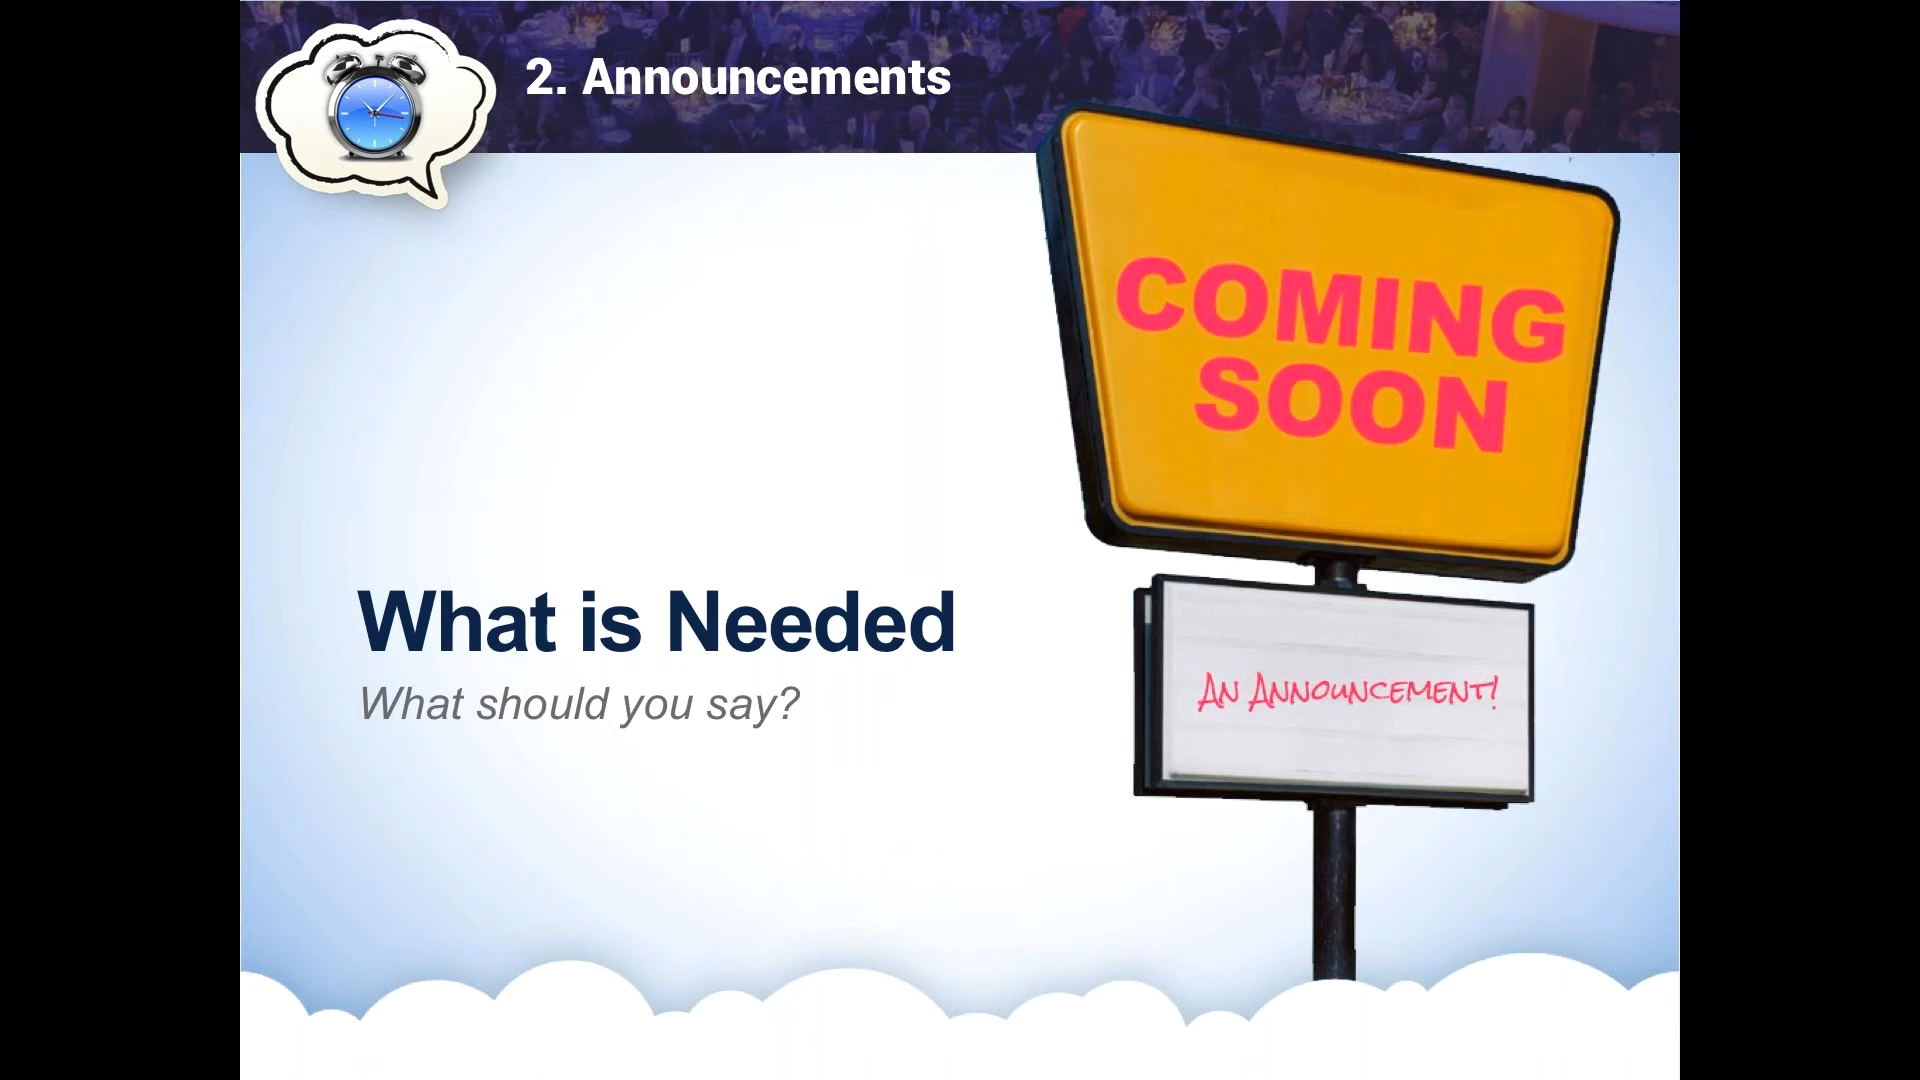 2. Announcements
COMING
SOON
What is Needed
What should you say?
An Announcement!